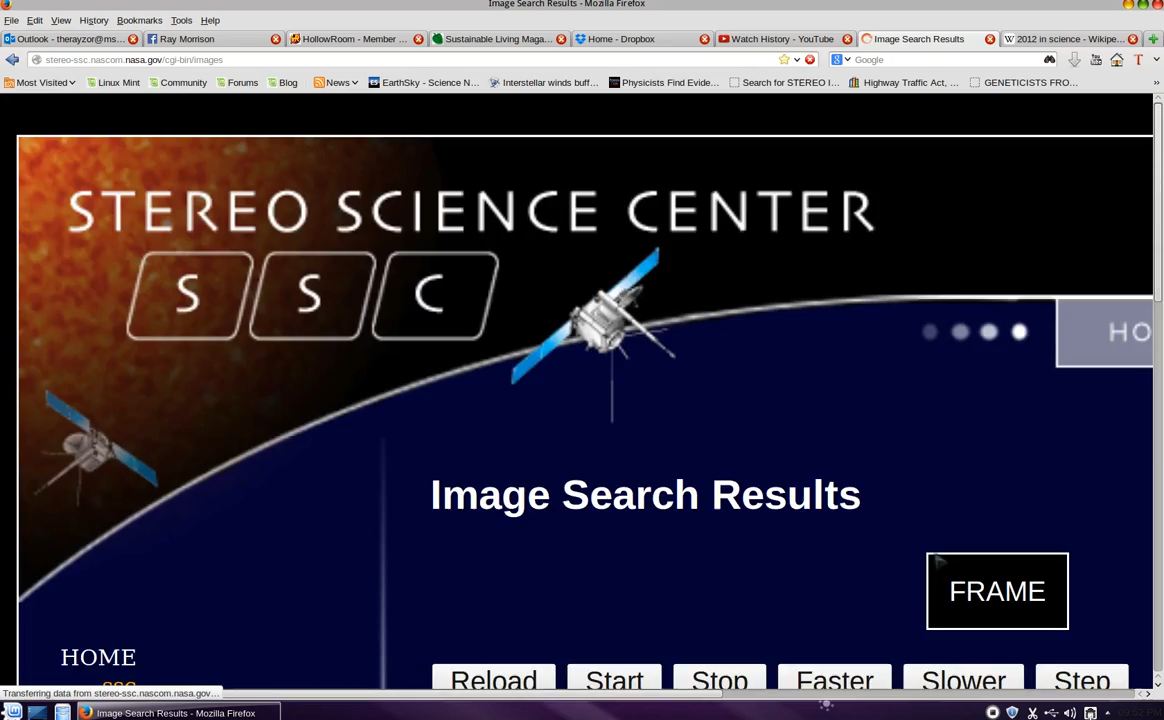 Image Search Results - Mozilla Firefox
File Edit View History Bookmarks Tools Help
Outlook - therayzor@ms... Ray Morrison HollowRoom - Member ... Sustainable Living Maga... Home - Dropbox Watch History - YouTube Image Search Results 2012 in science - Wikipe...
stereo-ssc.nascom.nasa.gov/cgi-bin/images Google
Most Visited Linux Mint Community Forums Blog News EarthSky - Science N... Interstellar winds buff... Physicists Find Evide... Search for STEREO I... Highway Traffic Act, ... GENETICISTS FRO...
STEREO SCIENCE CENTER
S S C
HO
Image Search Results
FRAME
HOME
SSC
Reload Start Stop Faster Slower Step
Transferring data from stereo-ssc.nascom.nasa.gov...
Image Search Results - Mozilla Firefox 09:52 PM